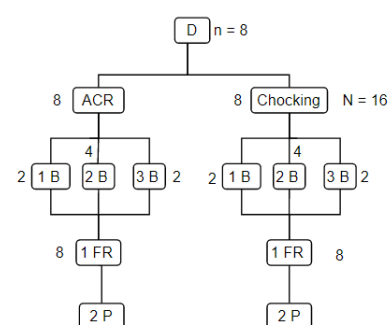 D n = 8
8 ACR 8 Chocking N = 16
4 4
2 1 B 2 B 3 B 2 2 1 B 2 B 3 B 2
8 1 FR 1 FR 8
2 P 2 P